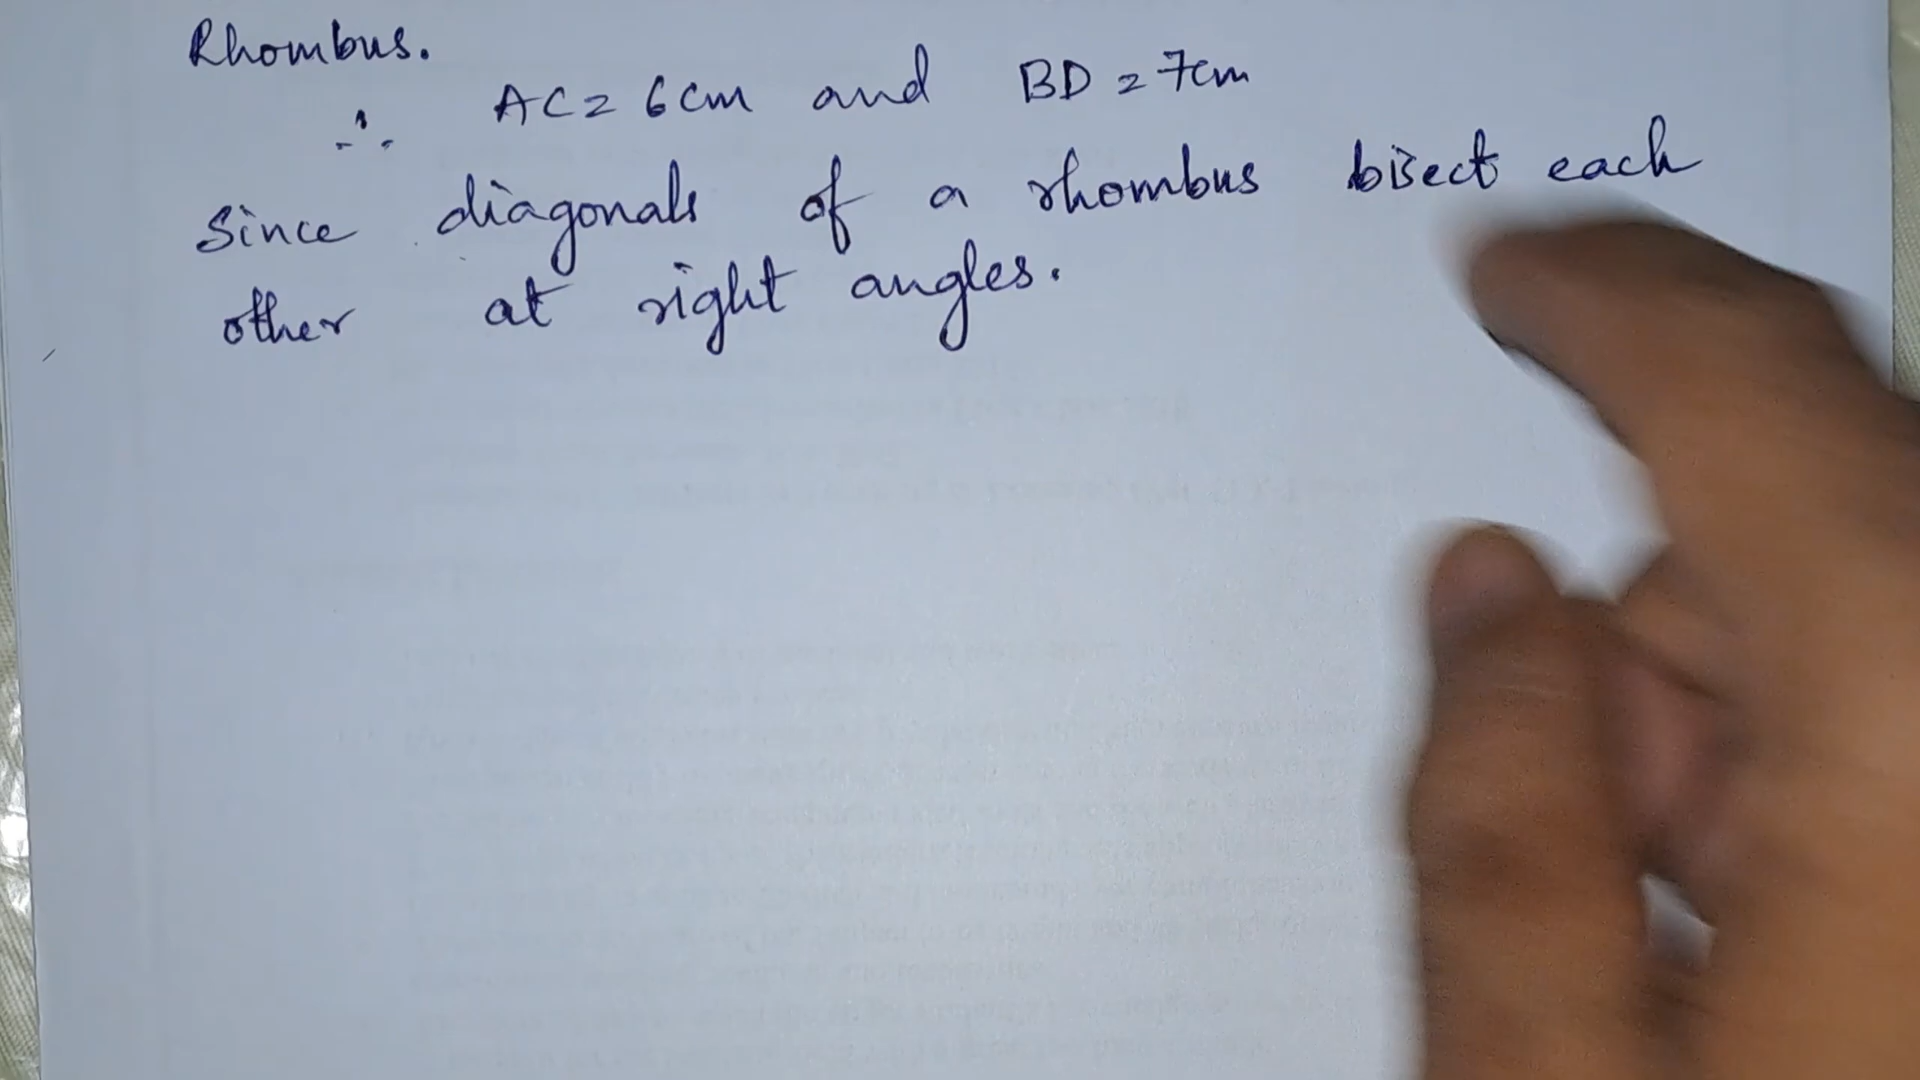 Rhombus.
∴ AC = 6cm and BD = 7cm
Since diagonals of a rhombus bisect each
other at right angles.